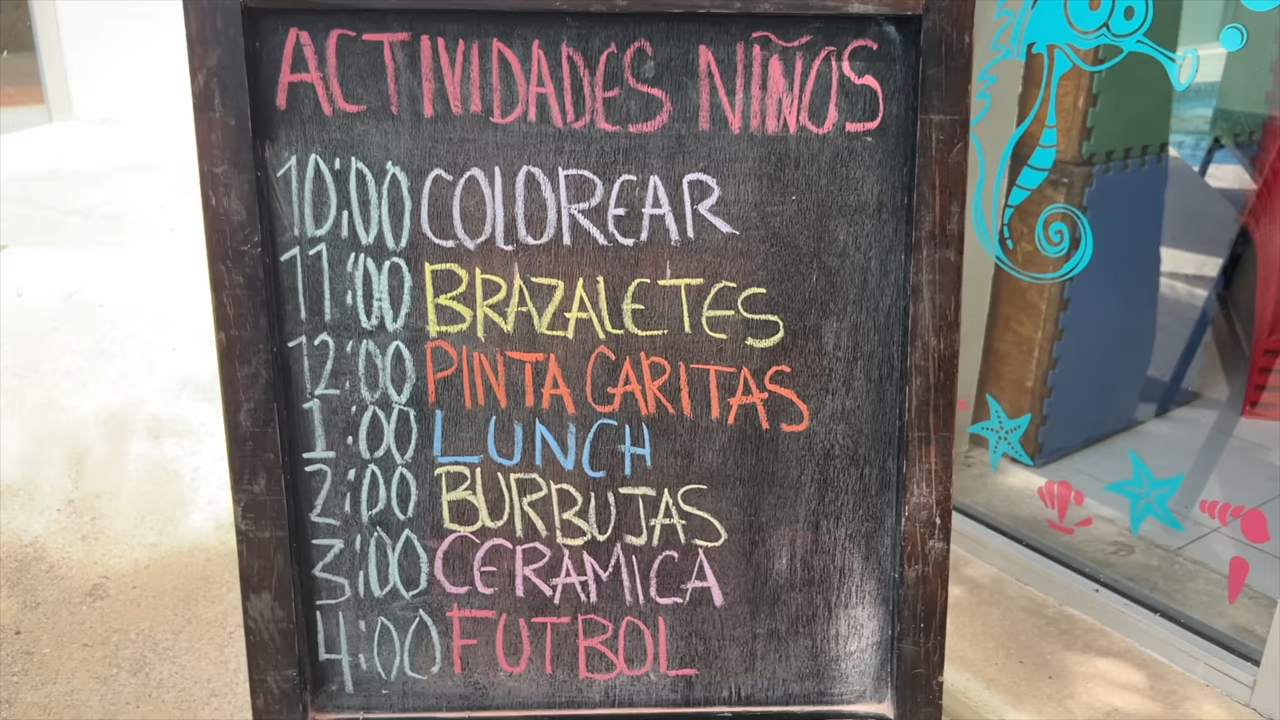 ACTIVIDADES NIÑOS
10:00 COLOREAR
11:00 BRAZALETES
12:00 PINTA CARITAS
1:00 LUNCH
2:00 BURBUJAS
3:00 CERAMICA
4:00 FUTBOL